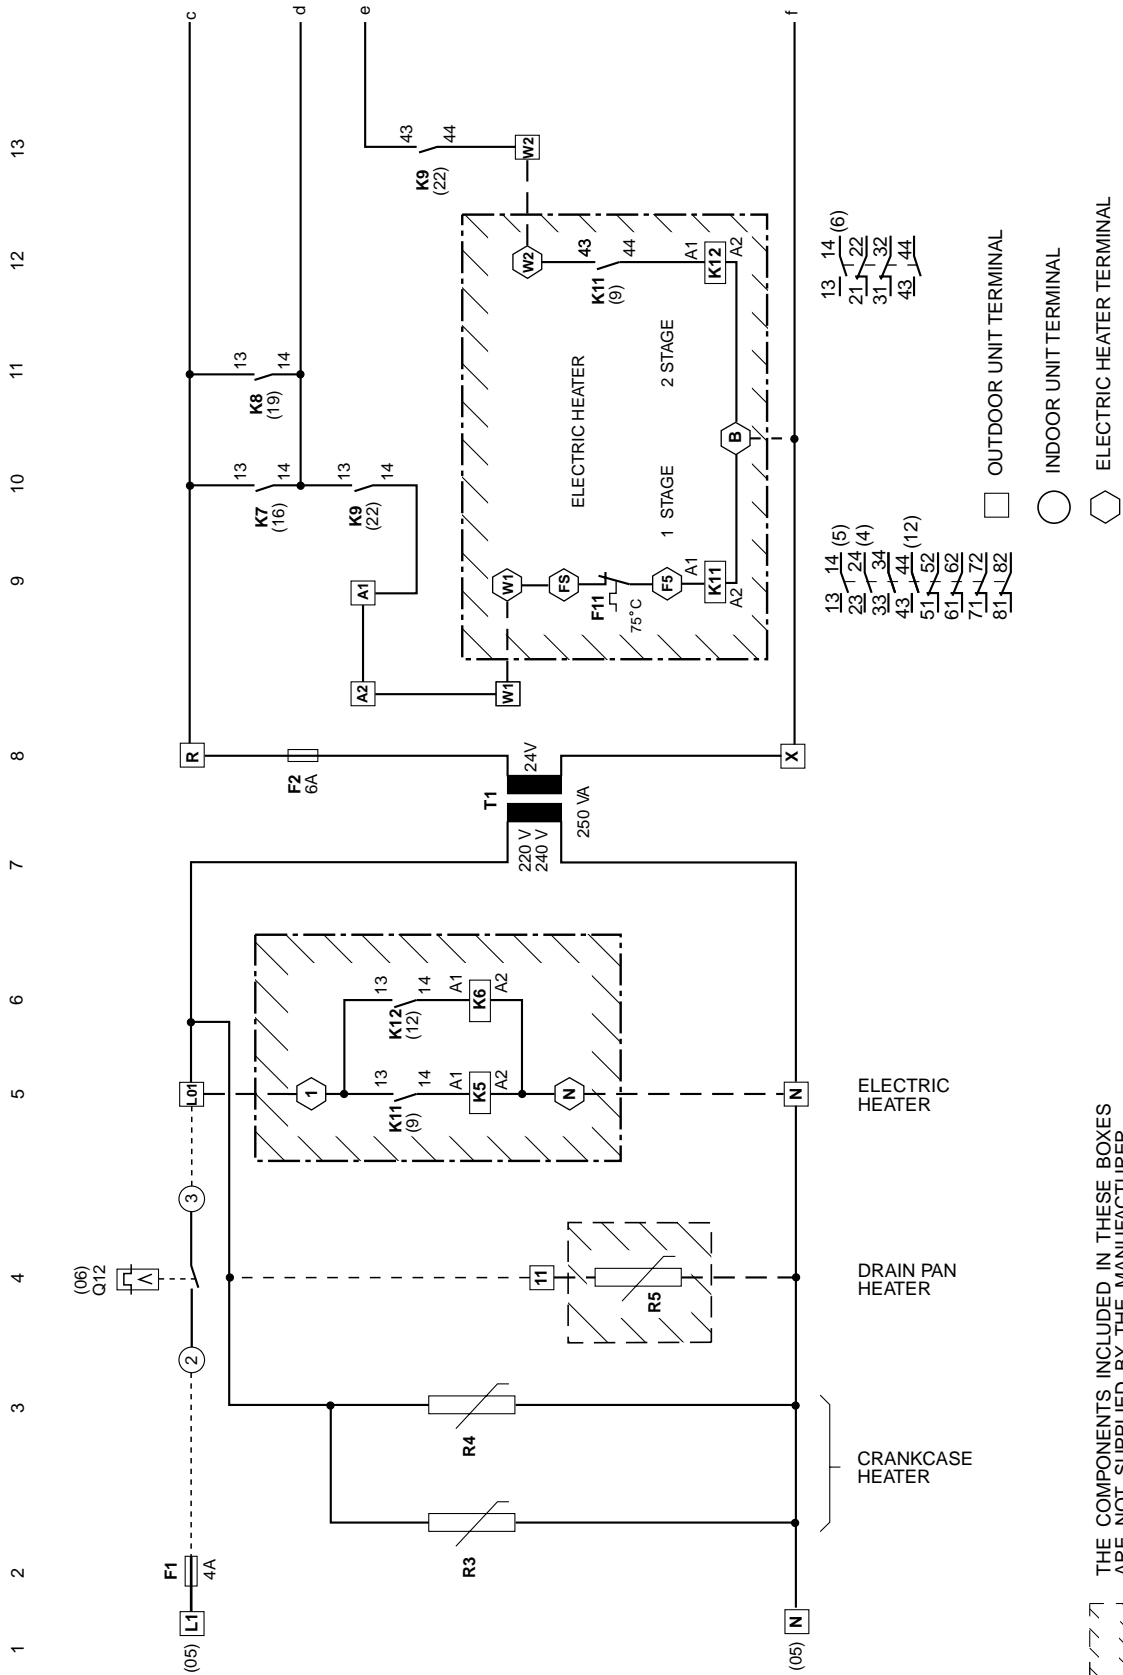 1
2
3
4
5
6
7
8
9
10
11
12
13
(05)
L1
F1
4A
2
(06)
Q12
3
L01
R
c
d
e
f
(05)
N
R3
R4
CRANKCASE
HEATER
11
R5
DRAIN PAN
HEATER
1
K11
(9)
13
14
A1
K5
A2
N
K12
(12)
13
14
A1
K6
A2
N
ELECTRIC
HEATER
220 V
240 V
T1
24V
250 VA
F2
6A
X
A2
A1
W1
K7
(16)
13
14
K8
(19)
13
14
K9
(22)
13
14
K9
(22)
43
44
W2
W1
FS
F11
75°C
F5
A1
K11
A2
ELECTRIC HEATER
1 STAGE
2 STAGE
B
W2
43
44
K11
(9)
A1
K12
A2
13 14 (5)
23 24 (4)
33 34
43 44 (12)
51 52
61 62
71 72
81 82
13 14 (6)
21 22
31 32
43 44
OUTDOOR UNIT TERMINAL
INDOOR UNIT TERMINAL
ELECTRIC HEATER TERMINAL
THE COMPONENTS INCLUDED IN THESE BOXES
ARE NOT SUPPLIED BY THE MANUFACTURER